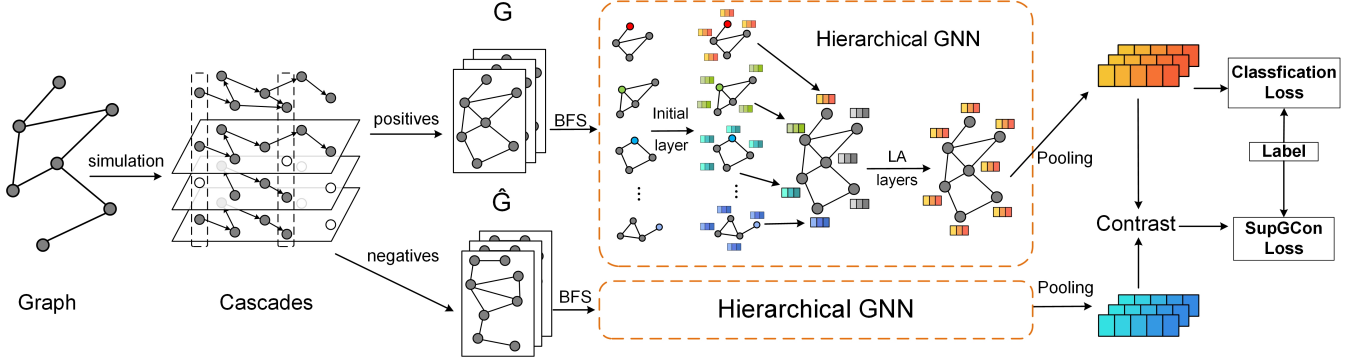 Graph
simulation
Cascades
positives
negatives
G
Ĝ
BFS
BFS
Initial
layer
Hierarchical GNN
LA
layers
Hierarchical GNN
Pooling
Pooling
Contrast
Classfication
Loss
Label
SupGCon
Loss